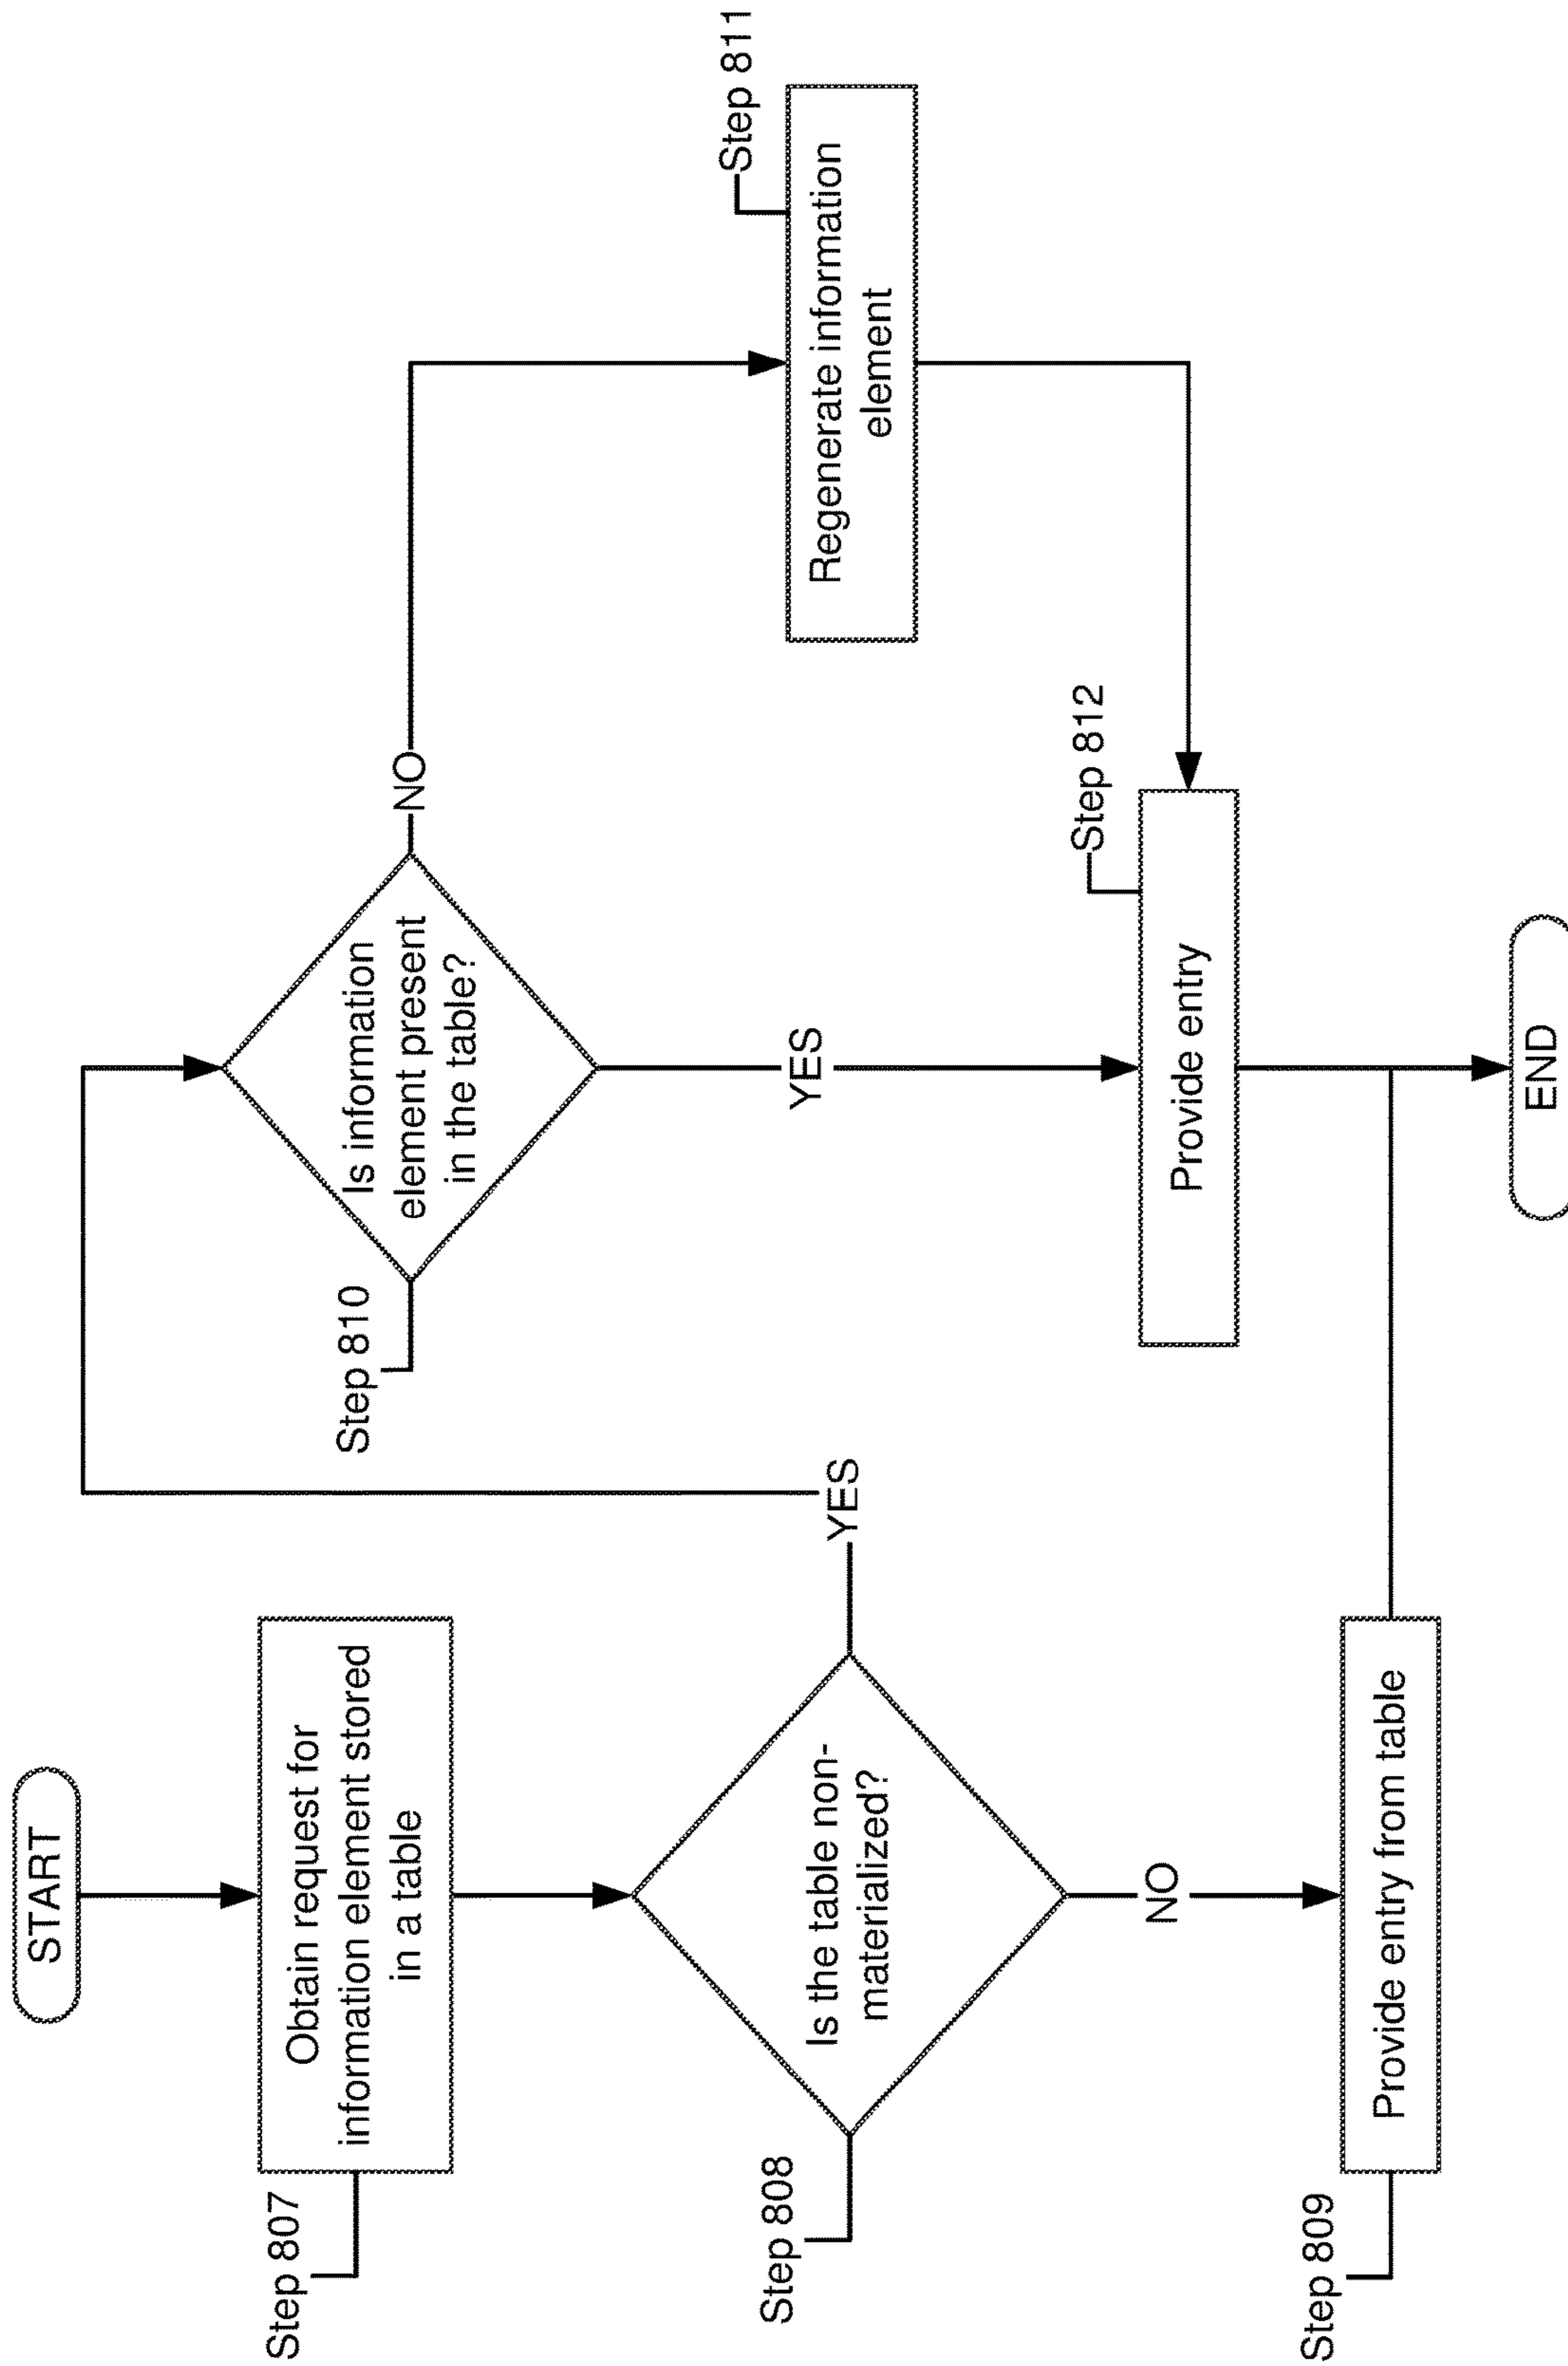 START
Step 807
Obtain request for
information element stored
in a table
Step 808
Is the table non-
materialized?
YES
NO
Step 809
Provide entry from table
Step 810
Is information
element present
in the table?
NO
YES
Step 811
Regenerate information
element
Step 812
Provide entry
END